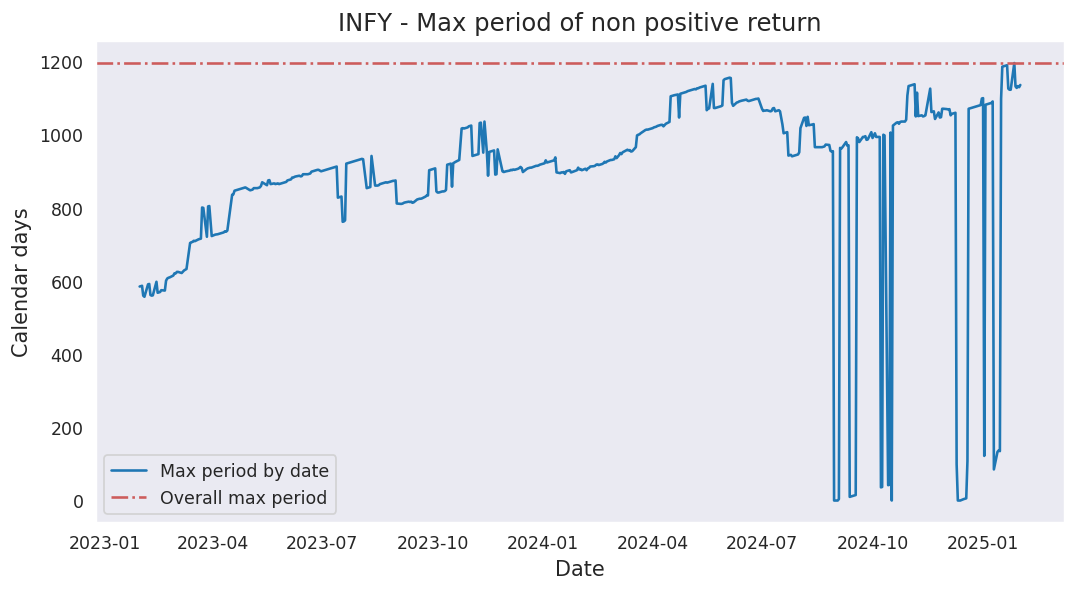 INFY - Max period of non positive return
Calendar days
1200
1000
800
600
400
200
0
Max period by date
Overall max period
2023-01 2023-04 2023-07 2023-10 2024-01 2024-04 2024-07 2024-10 2025-01
Date